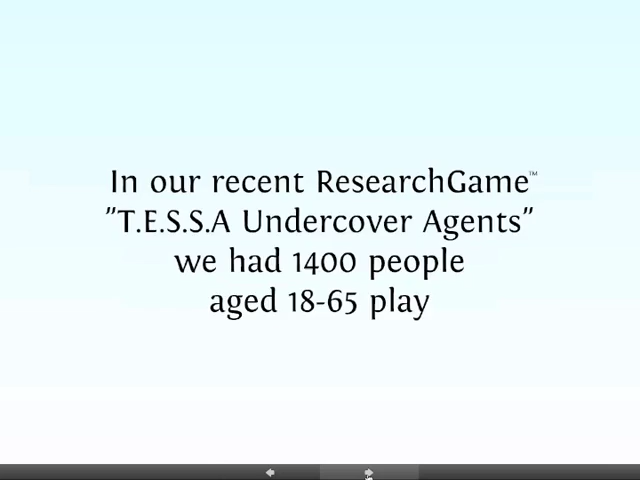 In our recent ResearchGame™
"T.E.S.S.A Undercover Agents"
we had 1400 people
aged 18-65 play